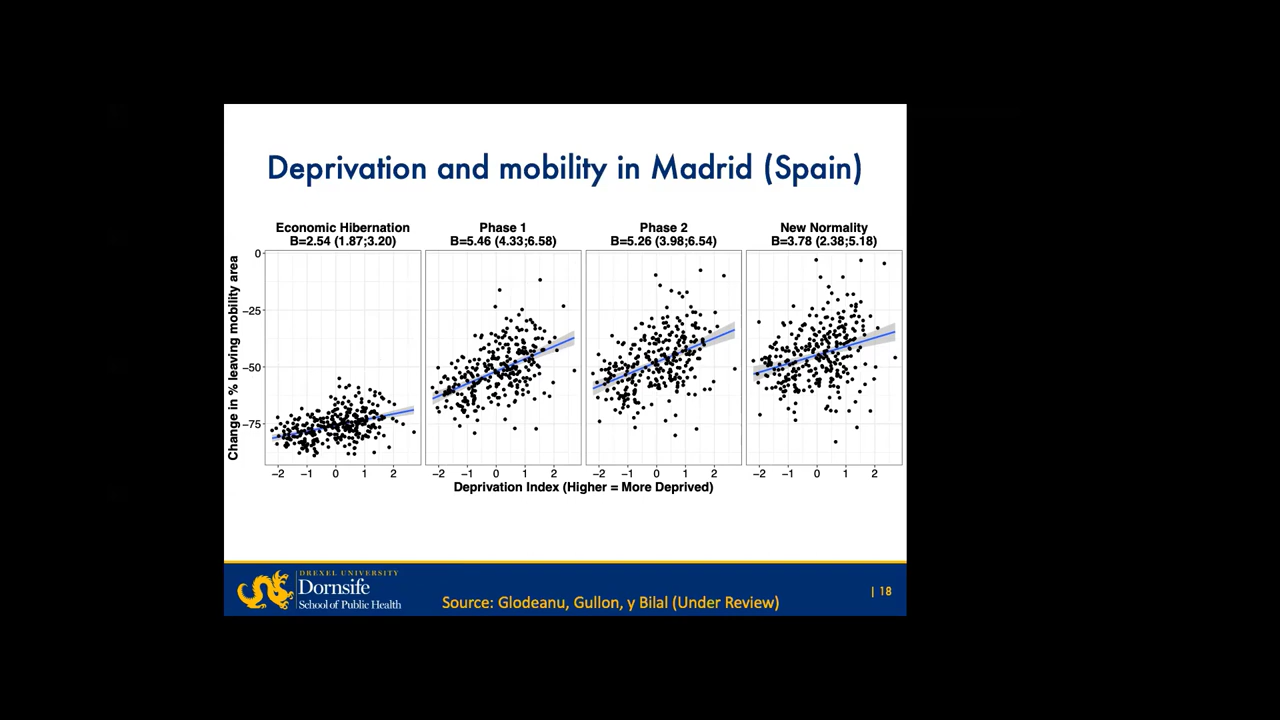 Deprivation and mobility in Madrid (Spain)
Economic Hibernation
B=2.54 (1.87;3.20)
Phase 1
B=5.46 (4.33;6.58)
Phase 2
B=5.26 (3.98;6.54)
New Normality
B=3.78 (2.38;5.18)
Change in % leaving mobility area
0
−25
−50
−75
−2 −1 0 1 2
−2 −1 0 1 2
−2 −1 0 1 2
−2 −1 0 1 2
Deprivation Index (Higher = More Deprived)
DREXEL UNIVERSITY
Dornsife
School of Public Health
Source: Glodeanu, Gullon, y Bilal (Under Review)
| 18